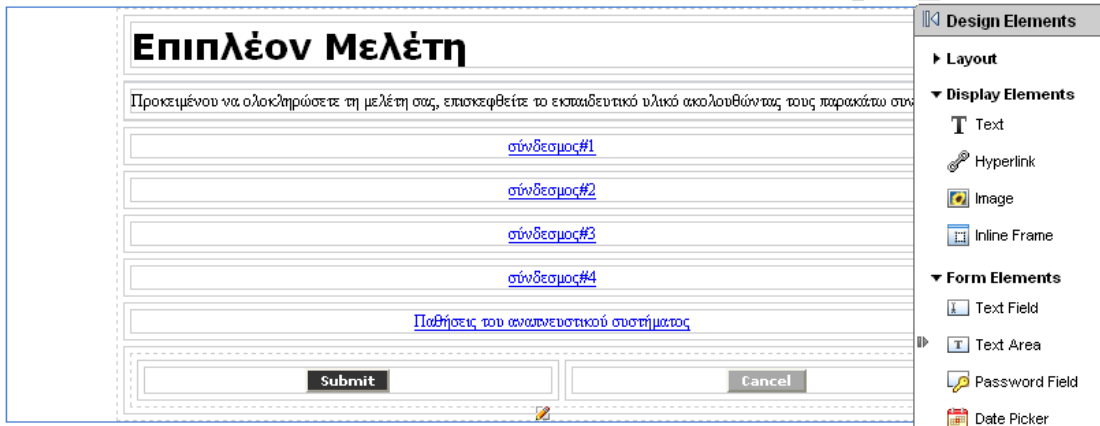 Επιπλέον Μελέτη
Προκειμένου να ολοκληρώσετε τη μελέτη σας, επισκεφθείτε το εκπαιδευτικό υλικό ακολουθώντας τους παρακάτω
σύνδεσμος#1
σύνδεσμος#2
σύνδεσμος#3
σύνδεσμος#4
Παθήσεις του αναπνευστικού συστήματος
Submit
Cancel
Design Elements
Layout
Display Elements
T Text
Hyperlink
Image
Inline Frame
Form Elements
Text Field
Text Area
Password Field
Date Picker